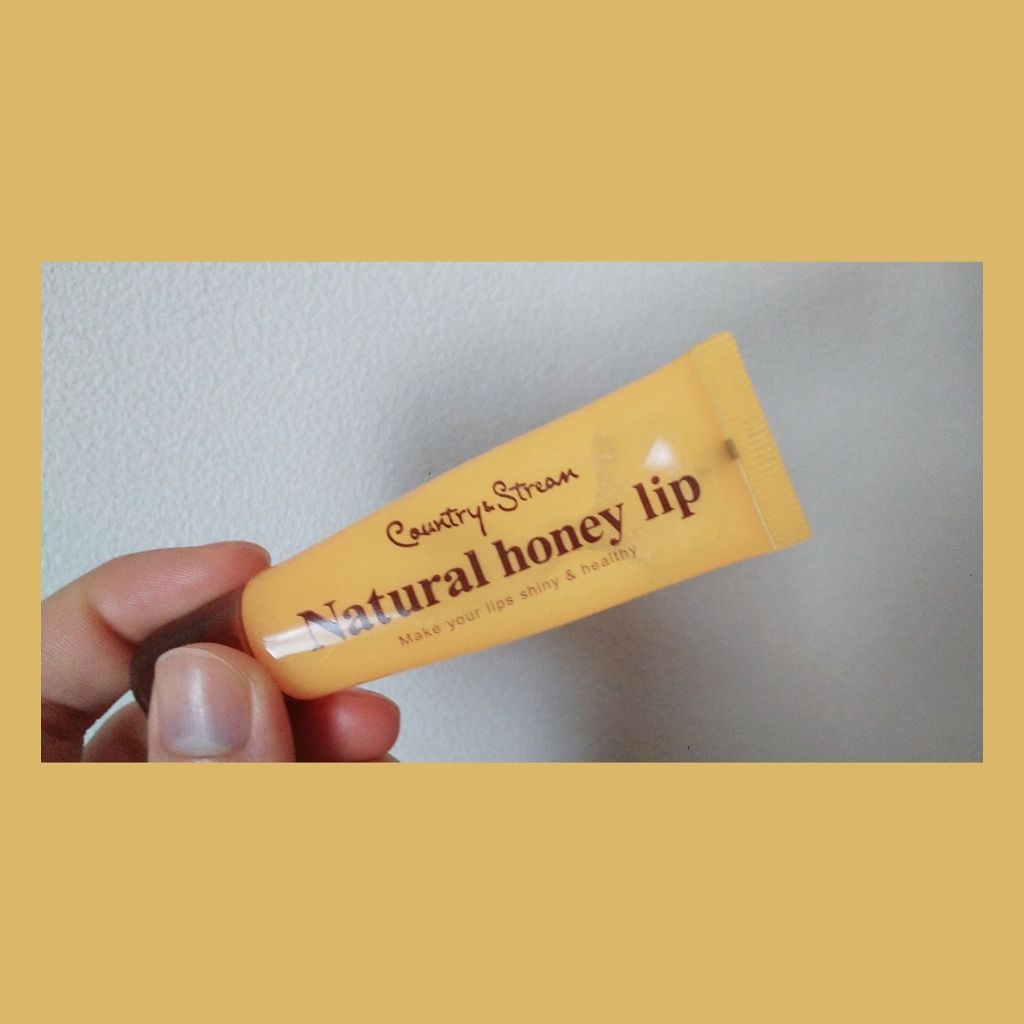 Country & Stream
Natural honey lip
Make your lips shiny & healthy